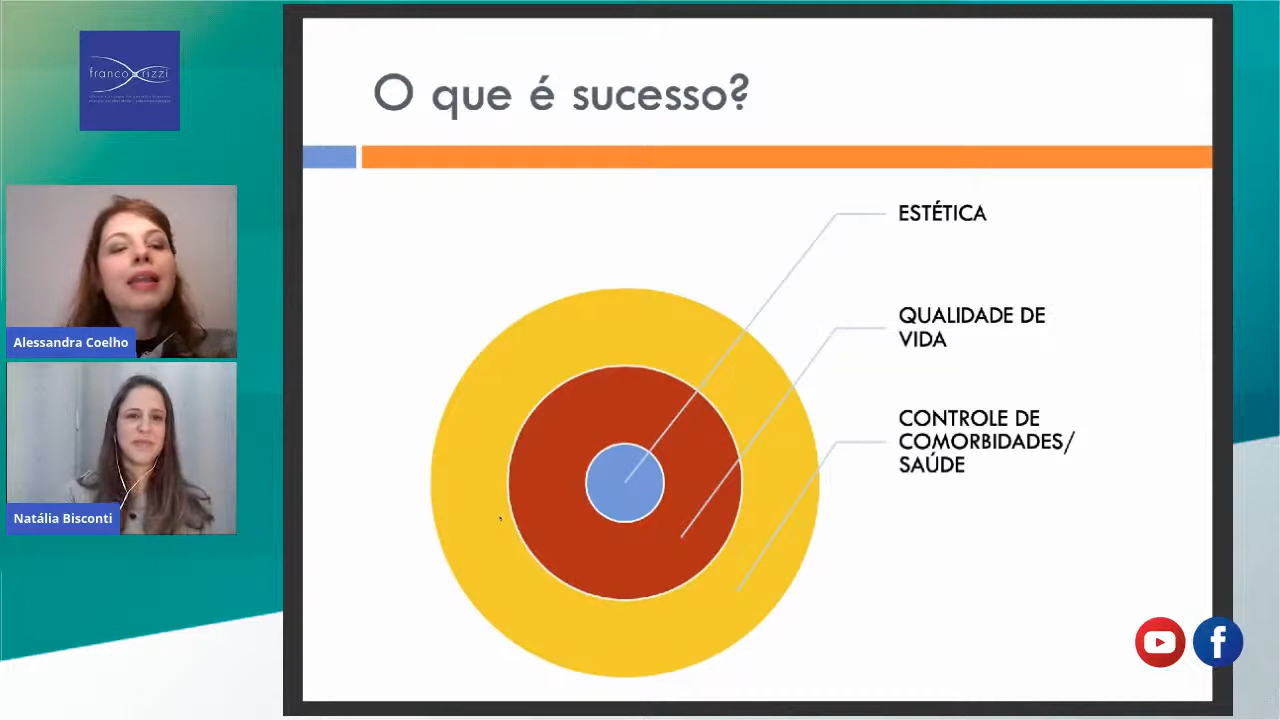 franco rizzi
O que é sucesso?
ESTÉTICA
QUALIDADE DE
VIDA
CONTROLE DE
COMORBIDADES/
SAÚDE
Alessandra Coelho
Natália Bisconti